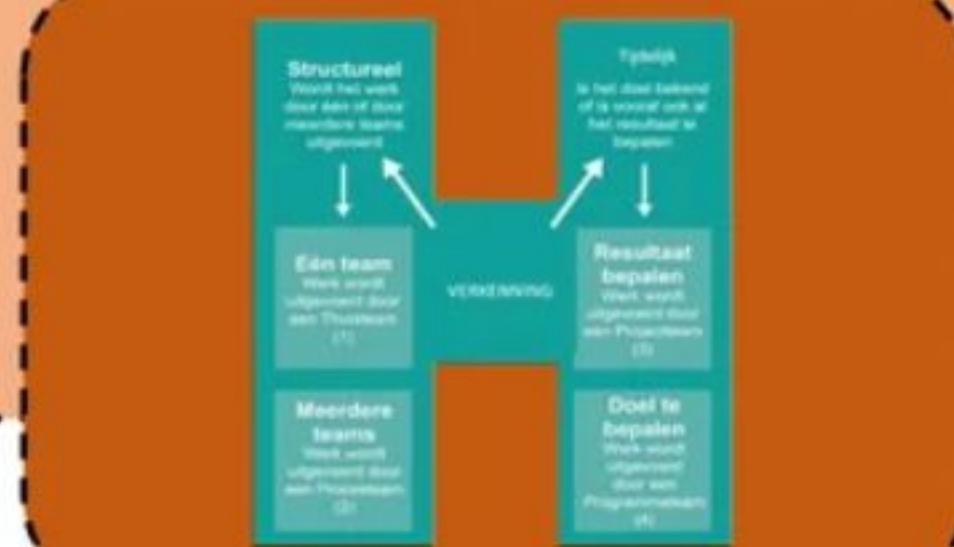 Structureel
Wordt het werk
door één of door
meerdere teams
uitgevoerd
Één team
Werk wordt
uitgevoerd door
een Thuisteam
(1)
Meerdere
teams
Werk wordt
uitgevoerd door
een Procesteam
(2)
VERKENNING
Tijdelijk
Is het doel bekend
of is vooraf ook al
het resultaat te
bepalen
Resultaat
bepalen
Werk wordt
uitgevoerd door
een Projectteam
(3)
Doel te
bepalen
Werk wordt
uitgevoerd
door een
Programmateam
(4)